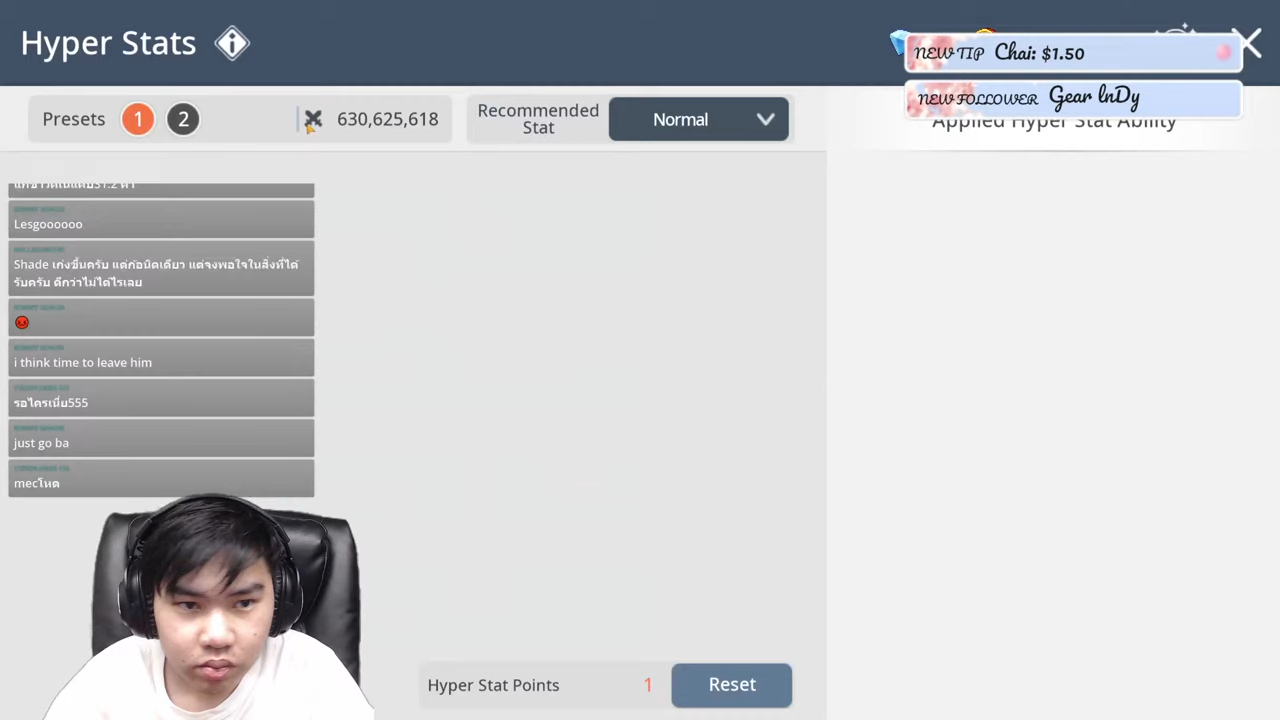 Hyper Stats
NEW TIP Chai: $1.50
NEW FOLLOWER Gear lnDy
Presets 1 2
630,625,618
Recommended
Stat
Normal
Applied Hyper Stat Ability
Lesgoooooo
Shade เก่งขึ้นครับ แต่ก่อนิดเดียว แต่จงพอใจในสิ่งที่ได้
รับครับ ดีกว่าไม่ได้ไรเลย
i think time to leave him
รอใครเนี่ย555
just go ba
mecโหด
Hyper Stat Points 1
Reset